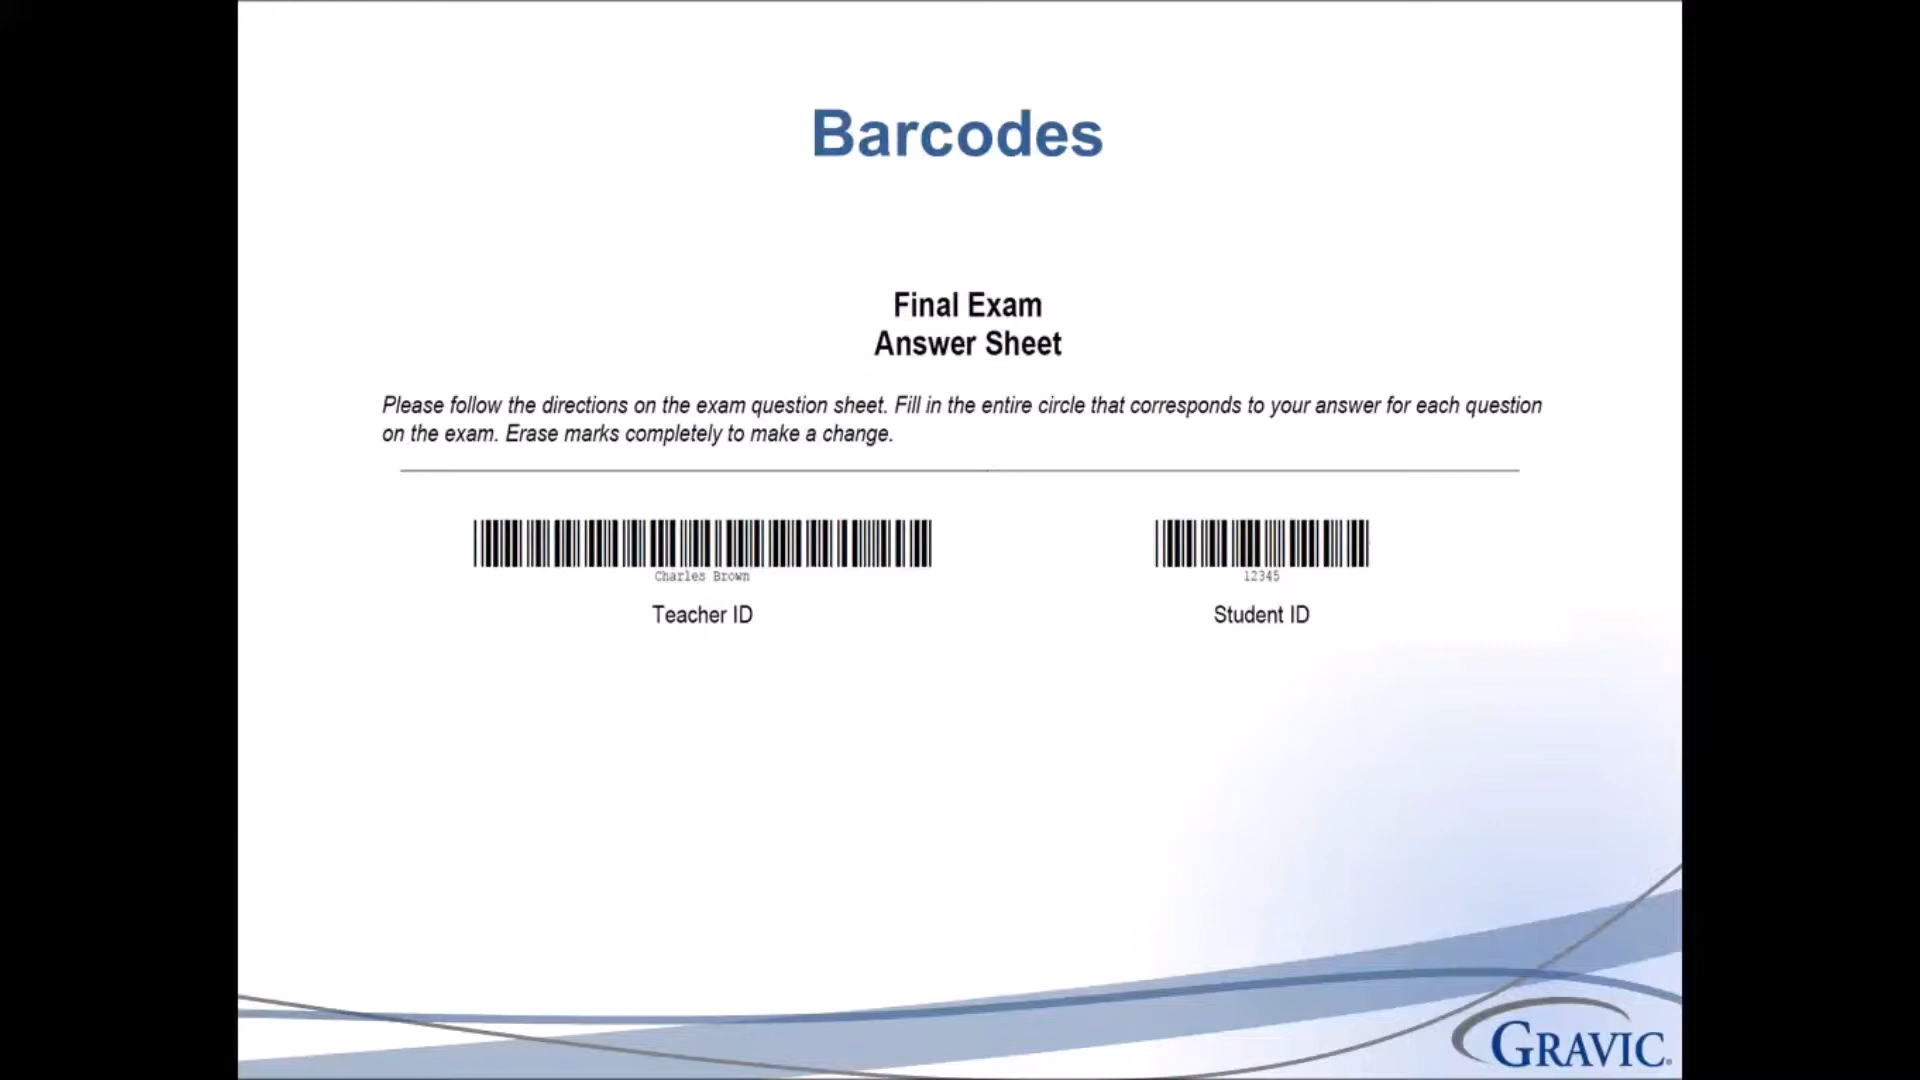 Barcodes
Final Exam
Answer Sheet
Please follow the directions on the exam question sheet. Fill in the entire circle that corresponds to your answer for each question
on the exam. Erase marks completely to make a change.
Charles Brown
12345
Teacher ID
Student ID
GRAVIC